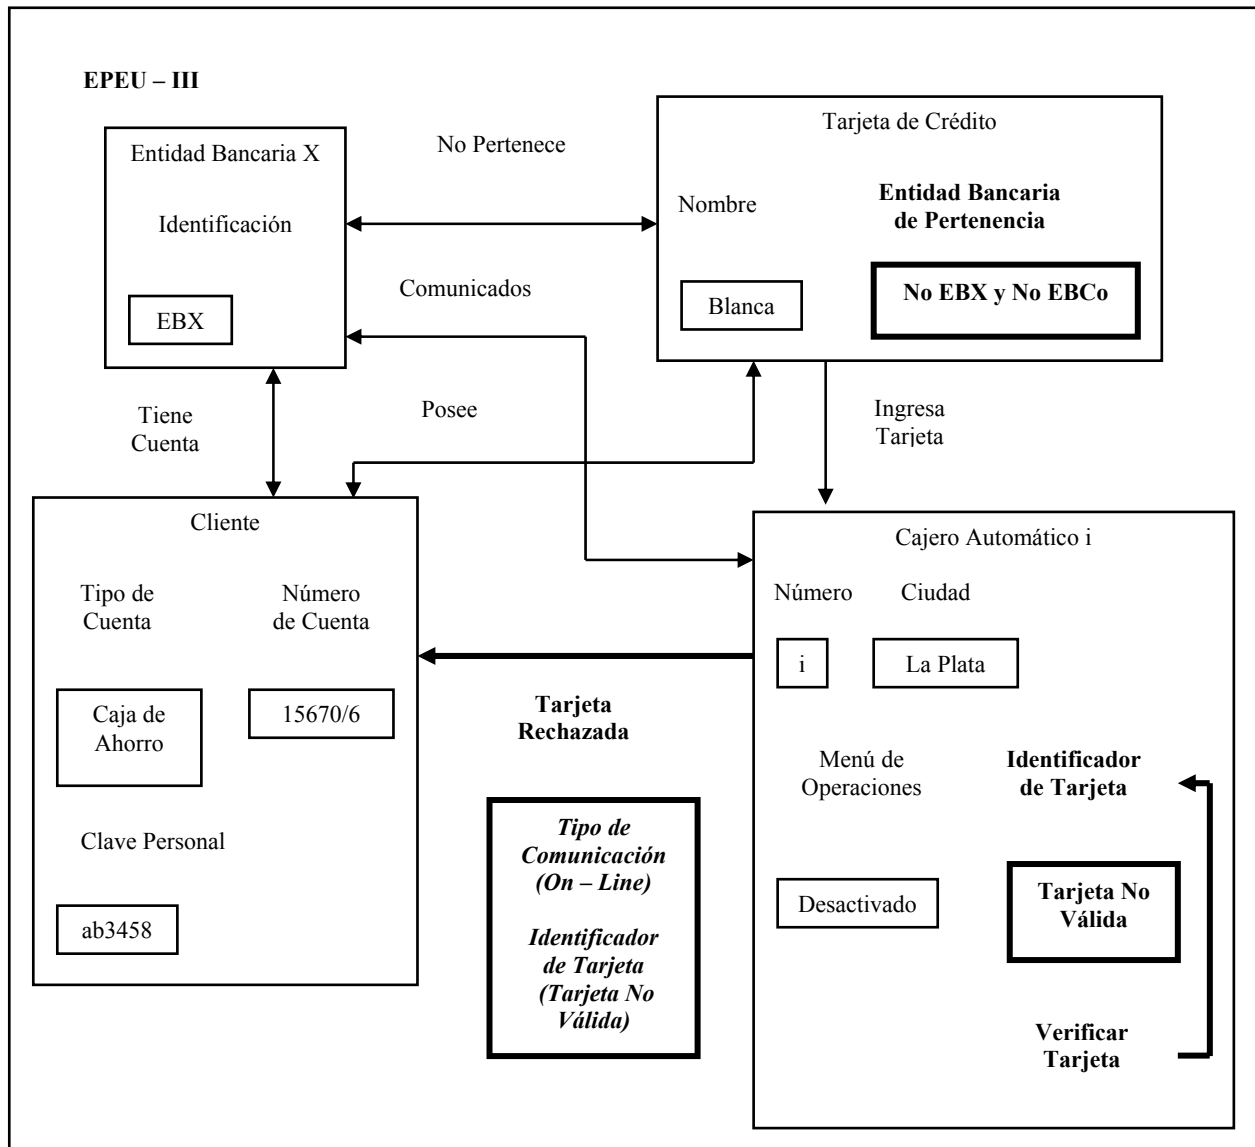 EPEU – III
Entidad Bancaria X
Identificación
EBX
No Pertenece
Tarjeta de Crédito
Nombre
Blanca
Entidad Bancaria
de Pertenencia
No EBX y No EBCo
Comunicados
Tiene
Cuenta
Posee
Ingresa
Tarjeta
Cliente
Tipo de
Cuenta
Caja de
Ahorro
Número
de Cuenta
15670/6
Clave Personal
ab3458
Tarjeta
Rechazada
Tipo de
Comunicación
(On – Line)
Identificador
de Tarjeta
(Tarjeta No
Válida)
Cajero Automático i
Número
i
Ciudad
La Plata
Menú de
Operaciones
Desactivado
Identificador
de Tarjeta
Tarjeta No
Válida
Verificar
Tarjeta